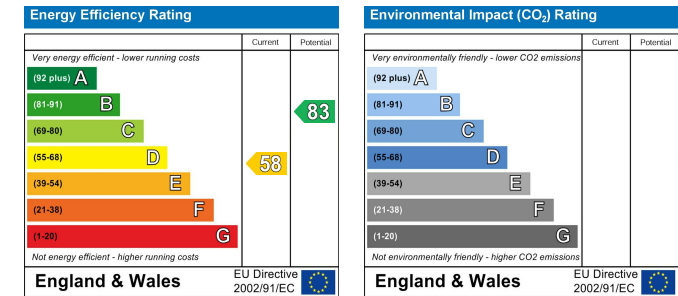 Energy Efficiency Rating
Current Potential
Very energy efficient - lower running costs
(92 plus) A
(81-91) B
83
(69-80) C
(55-68) D
58
(39-54) E
(21-38) F
(1-20) G
Not energy efficient - higher running costs
England & Wales
EU Directive
2002/91/EC
Environmental Impact (CO₂) Rating
Current Potential
Very environmentally friendly - lower CO2 emissions
(92 plus) A
(81-91) B
(69-80) C
(55-68) D
(39-54) E
(21-38) F
(1-20) G
Not environmentally friendly - higher CO2 emissions
England & Wales
EU Directive
2002/91/EC